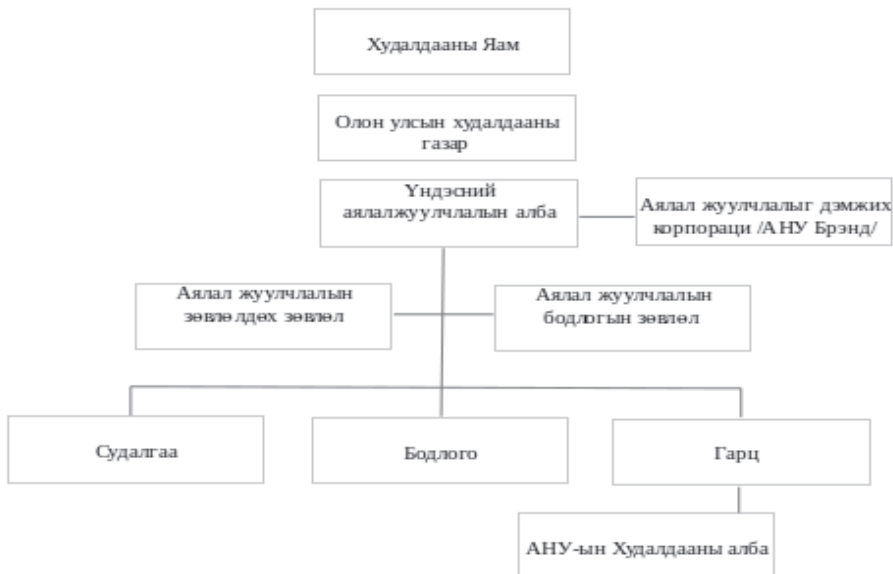 Худалдааны Яам
Олон улсын худалдааны
газар
Үндэсний
аялалжуулчлалын алба
Аялал жуулчлалыг дэмжих
корпораци /АНУ Брэнд/
Аялал жуулчлалын
зөвлөлдөх зөвлөл
Аялал жуулчлалын
бодлогын зөвлөл
Судалгаа
Бодлого
Гарц
АНУ-ын Худалдааны алба